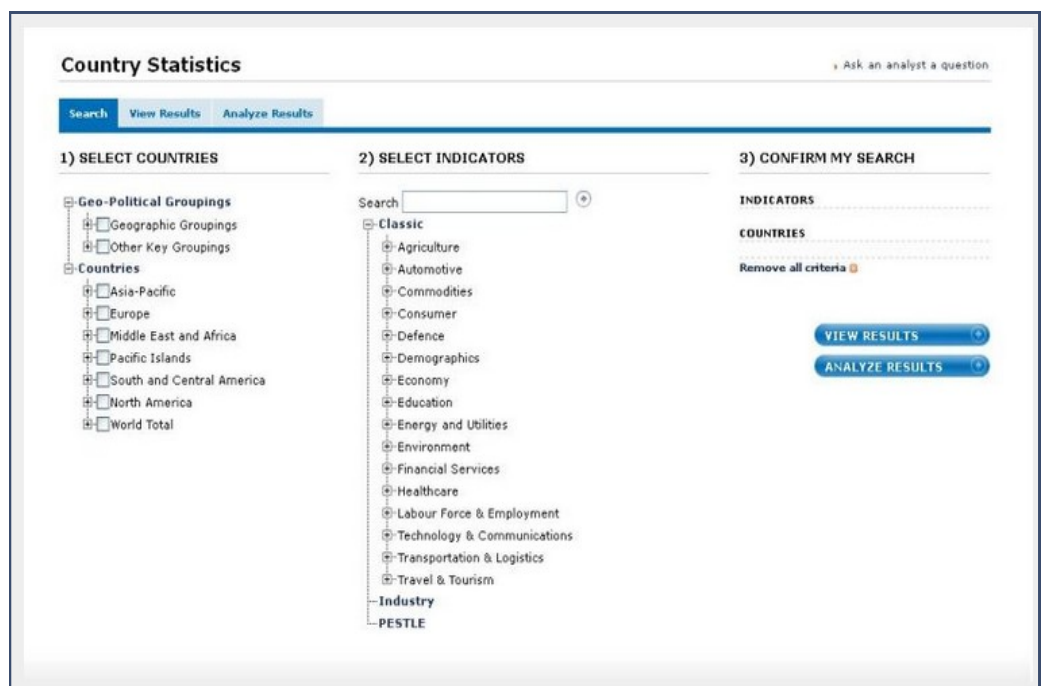 Country Statistics
Ask an analyst a question
Search View Results Analyze Results
1) SELECT COUNTRIES
Geo-Political Groupings
Geographic Groupings
Other Key Groupings
Countries
Asia-Pacific
Europe
Middle East and Africa
Pacific Islands
South and Central America
North America
World Total
2) SELECT INDICATORS
Search
Classic
Agriculture
Automotive
Commodities
Consumer
Defence
Demographics
Economy
Education
Energy and Utilities
Environment
Financial Services
Healthcare
Labour Force & Employment
Technology & Communications
Transportation & Logistics
Travel & Tourism
Industry
PESTLE
3) CONFIRM MY SEARCH
INDICATORS
COUNTRIES
Remove all criteria
VIEW RESULTS
ANALYZE RESULTS